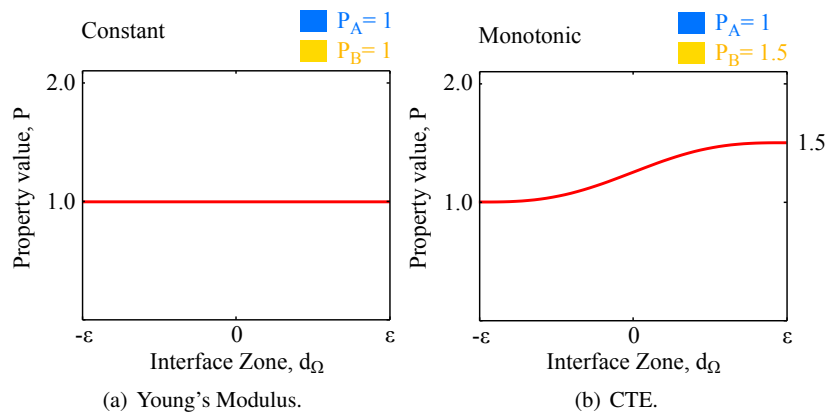 Constant
P_A= 1
P_B= 1
2.0
1.0
Property value, P
-ε 0 ε
Interface Zone, d_Ω
(a) Young's Modulus.
Monotonic
P_A= 1
P_B= 1.5
2.0
1.0
1.5
Property value, P
-ε 0 ε
Interface Zone, d_Ω
(b) CTE.